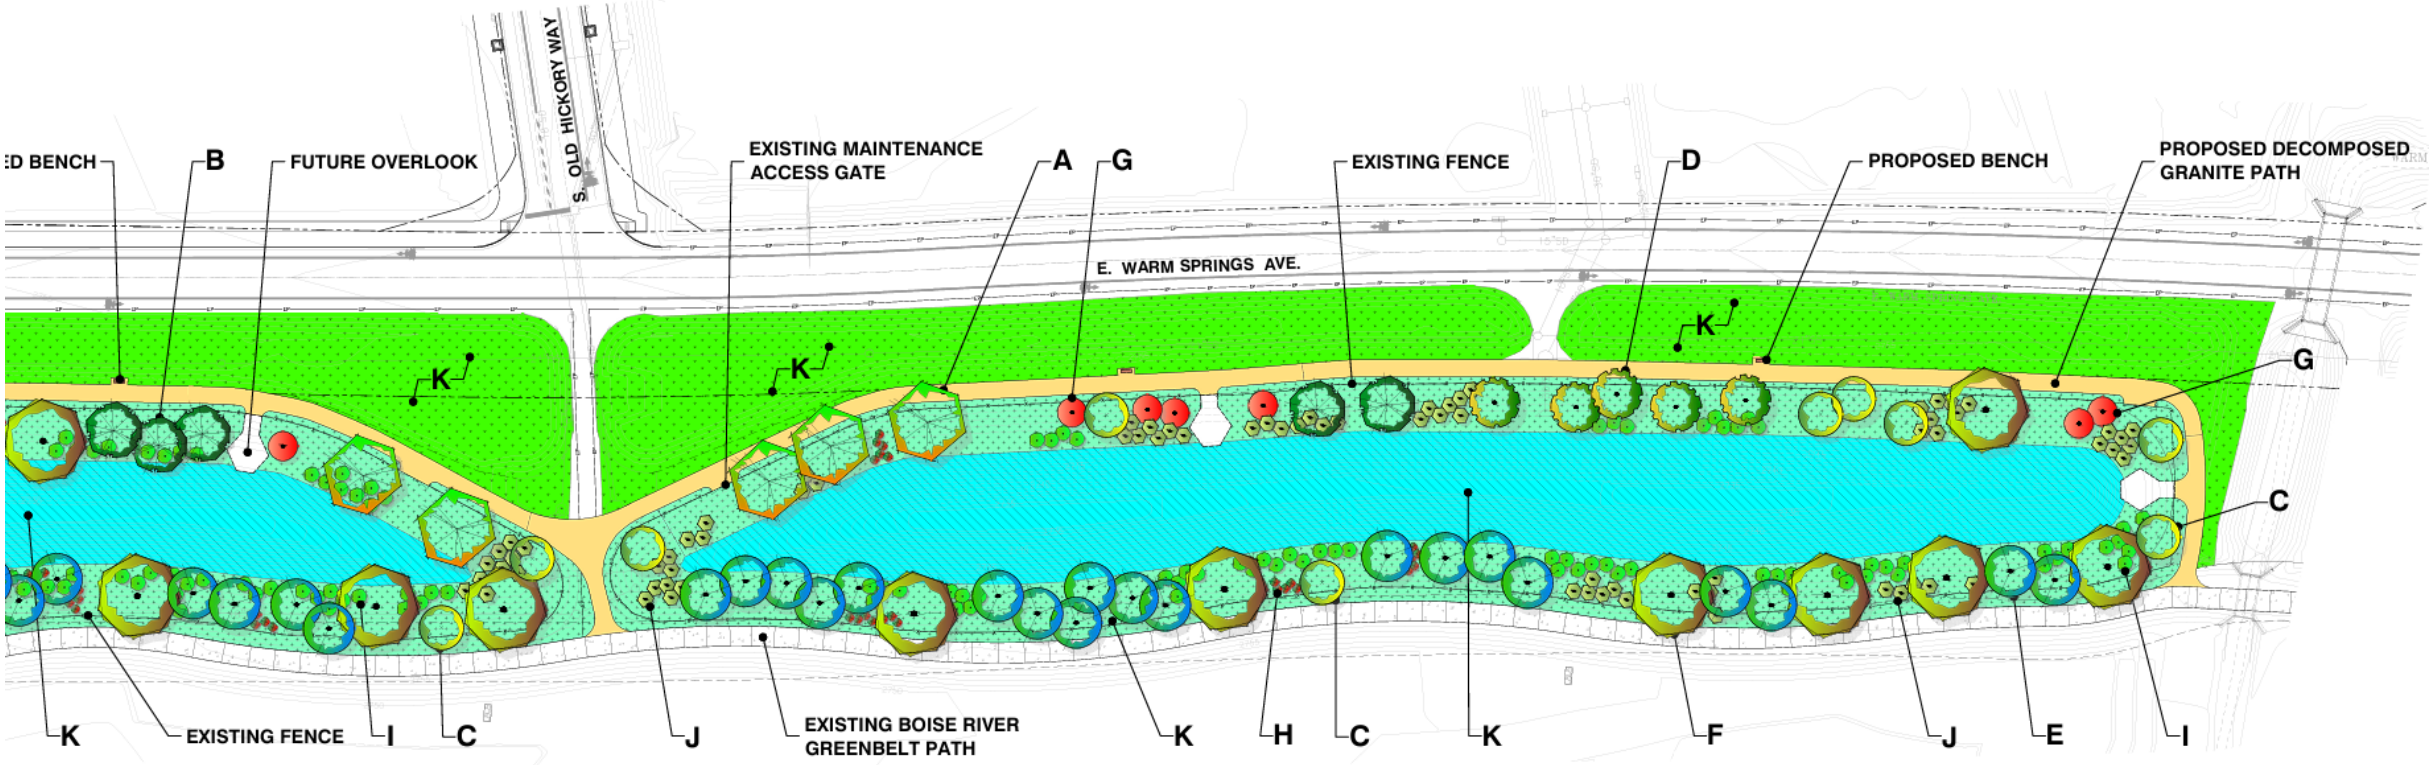 S. OLD HICKORY WAY
ED BENCH
B
FUTURE OVERLOOK
EXISTING MAINTENANCE
ACCESS GATE
A
G
EXISTING FENCE
D
PROPOSED BENCH
PROPOSED DECOMPOSED
GRANITE PATH
WARM
E. WARM SPRINGS AVE.
K
K
K
G
C
K
EXISTING FENCE
I
C
J
EXISTING BOISE RIVER
GREENBELT PATH
K
H
C
K
F
J
E
I